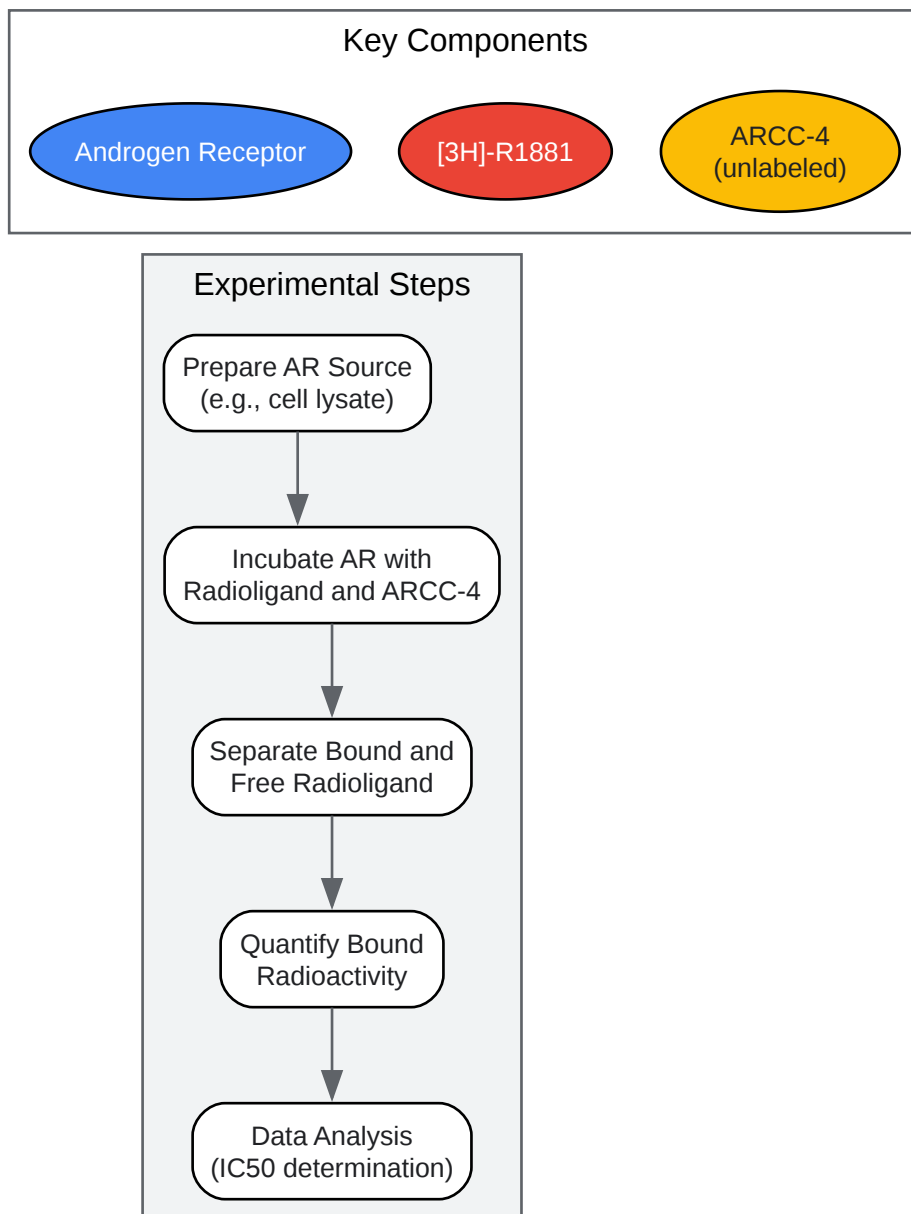 Key Components
Androgen Receptor
[3H]-R1881
ARCC-4
(unlabeled)
Experimental Steps
Prepare AR Source
(e.g., cell lysate)
Incubate AR with
Radioligand and ARCC-4
Separate Bound and
Free Radioligand
Quantify Bound
Radioactivity
Data Analysis
(IC50 determination)